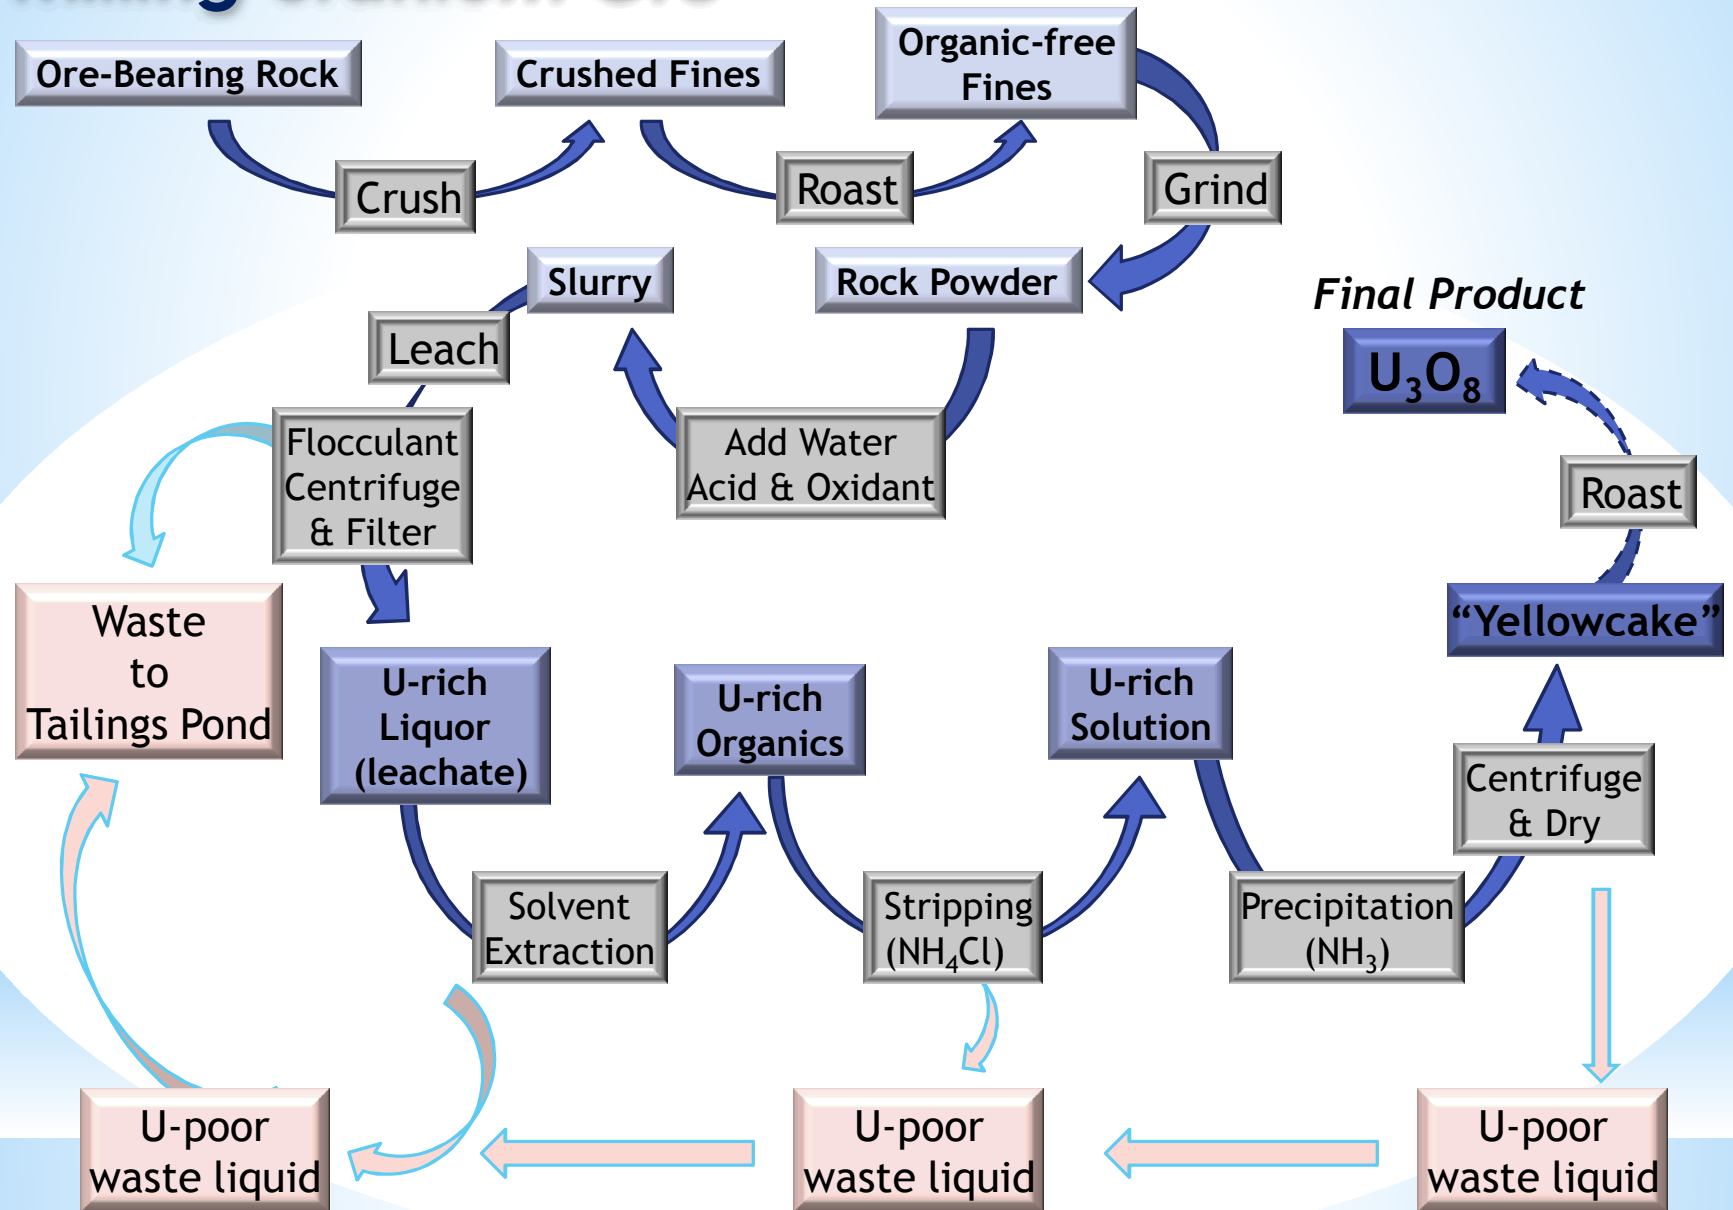 Ore-Bearing Rock
Crushed Fines
Organic-free
Fines
Crush
Roast
Grind
Slurry
Rock Powder
Final Product
U₃O₈
Leach
Flocculant
Centrifuge
& Filter
Add Water
Acid & Oxidant
Roast
Waste
to
Tailings Pond
"Yellowcake"
U-rich
Liquor
(leachate)
U-rich
Organics
U-rich
Solution
Centrifuge
& Dry
Solvent
Extraction
Stripping
(NH₄Cl)
Precipitation
(NH₃)
U-poor
waste liquid
U-poor
waste liquid
U-poor
waste liquid